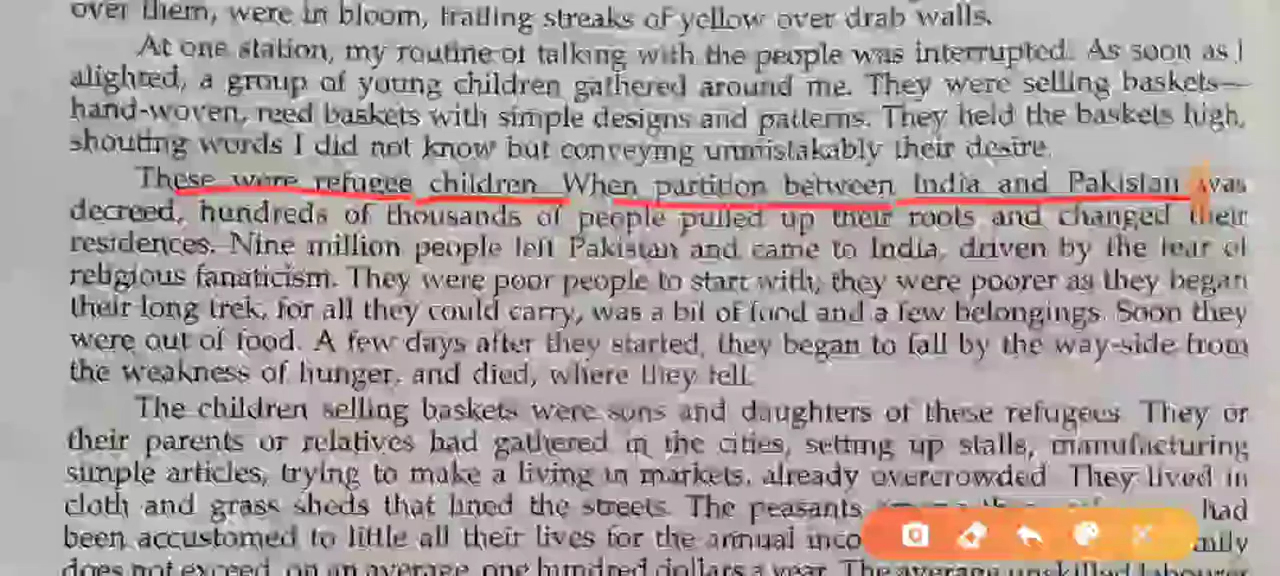 over them, were in bloom, trailing streaks of yellow over drab walls.
At one station, my routine of talking with the people was interrupted. As soon as I
alighted, a group of young children gathered around me. They were selling baskets—
hand-woven, reed baskets with simple designs and patterns. They held the baskets high,
shouting words I did not know but conveying unmistakably their desire.
These were refugee children When partition between India and Pakistan was
decreed, hundreds of thousands of people pulled up their roots and changed their
residences. Nine million people left Pakistan and came to India, driven by the fear of
religious fanaticism. They were poor people to start with, they were poorer as they began
their long trek, for all they could carry, was a bit of food and a few belongings. Soon they
were out of food. A few days after they started, they began to fall by the way-side from
the weakness of hunger, and died, where they fell.
The children selling baskets were sons and daughters of these refugees. They or
their parents or relatives had gathered in the cities, setting up stalls, manufacturing
simple articles, trying to make a living in markets, already overcrowded. They lived in
cloth and grass sheds that lined the streets. The peasants had
been accustomed to little all their lives for the annual
does not exceed, on an average, one hundred dollars a year. The average unskilled labourer